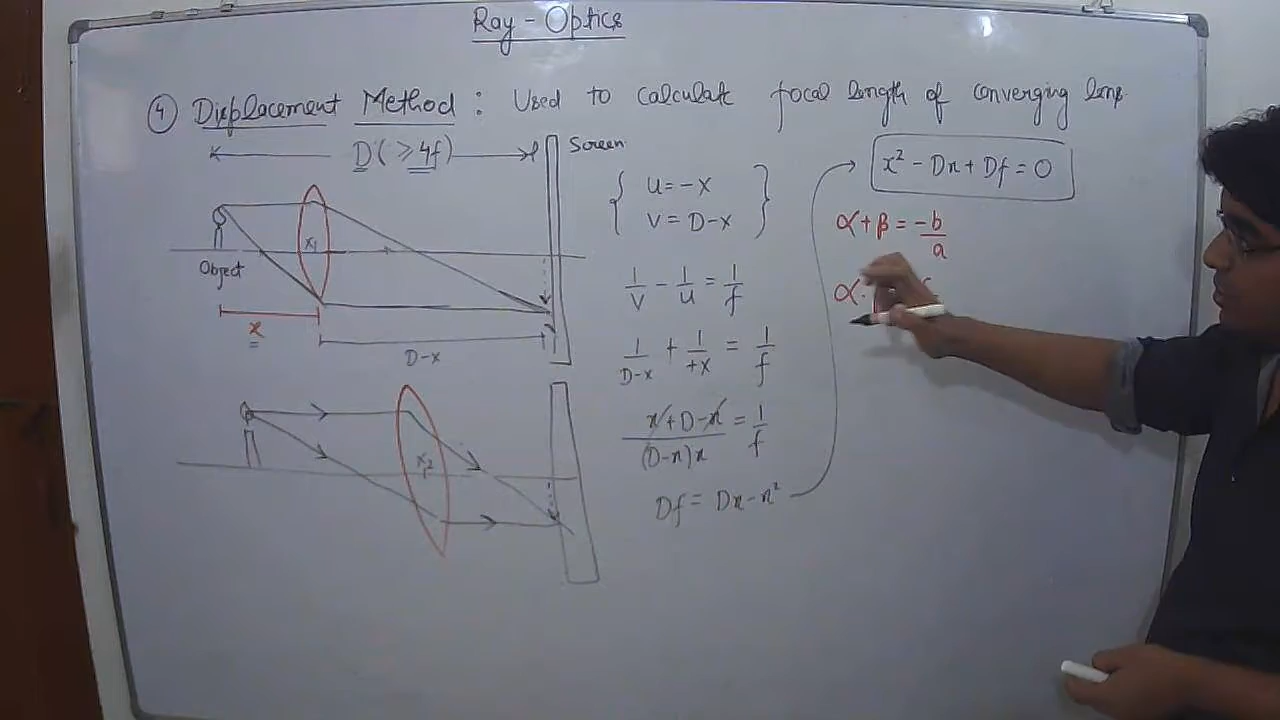 Ray - Optics
④ Displacement Method : Used to calculate focal length of converging lens
D (≥4f)
Screen
x₁
Object
x
D-x
x₂
u = -x
v = D-x
1/v - 1/u = 1/f
1/D-x + 1/+x = 1/f
x+D-x/(D-x)x = 1/f
Df = Dx-x²
x² - Dx + Df = 0
α+β = -b/a
α.